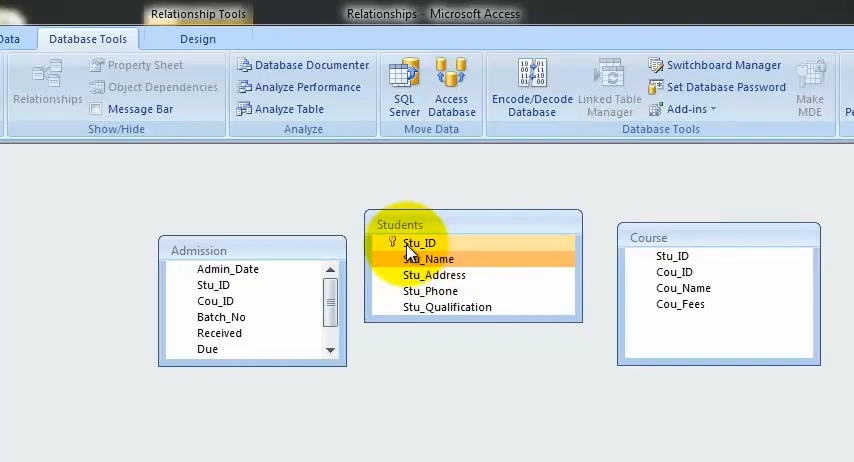 Relationship Tools
Relationships - Microsoft Access
Data
Database Tools
Design
Relationships
Property Sheet
Object Dependencies
Message Bar
Show/Hide
Database Documenter
Analyze Performance
Analyze Table
Analyze
SQL
Server
Access
Database
Move Data
Encode/Decode
Database
Linked Table
Manager
Switchboard Manager
Set Database Password
Add-ins
Database Tools
Make
MDE
Admission
Admin_Date
Stu_ID
Cou_ID
Batch_No
Received
Due
Students
Stu_ID
Stu_Name
Stu_Address
Stu_Phone
Stu_Qualification
Course
Stu_ID
Cou_ID
Cou_Name
Cou_Fees